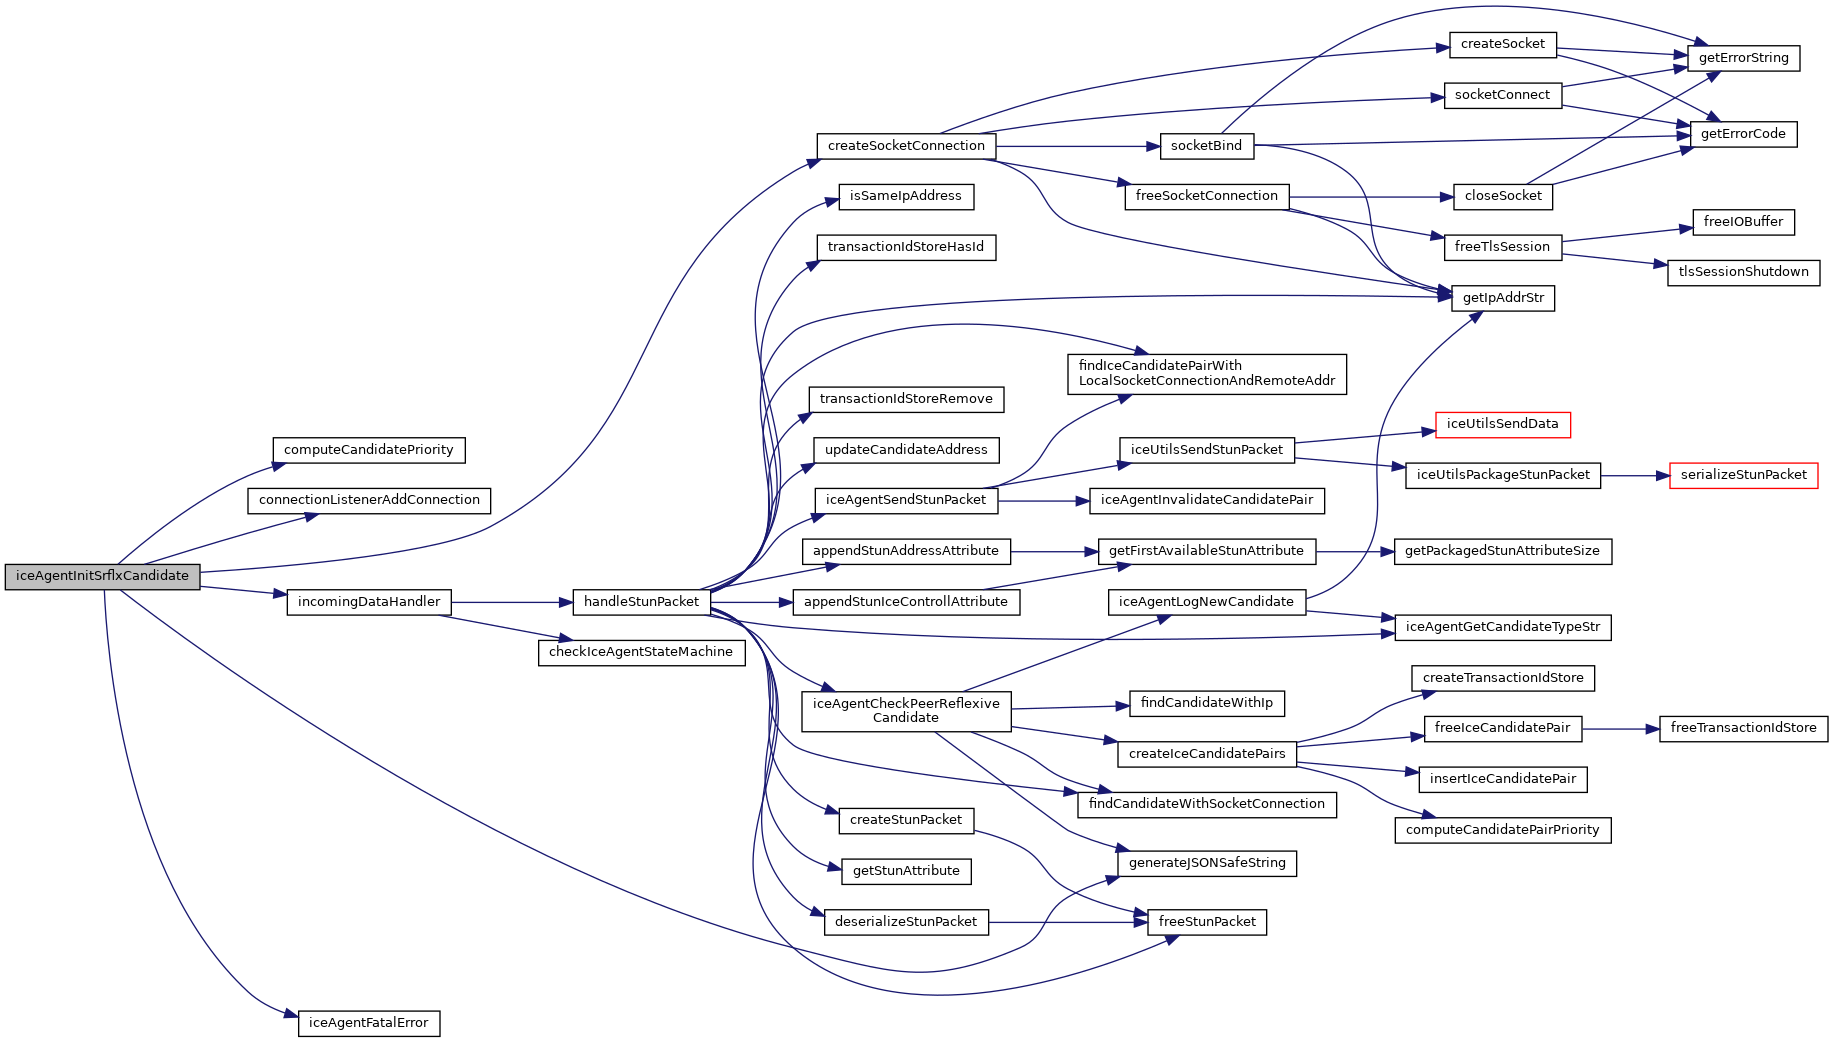 iceAgentInitSrflxCandidate
computeCandidatePriority
connectionListenerAddConnection
incomingDataHandler
iceAgentFatalError
handleStunPacket
checkIceAgentStateMachine
createSocketConnection
isSameIpAddress
transactionIdStoreHasId
transactionIdStoreRemove
updateCandidateAddress
iceAgentSendStunPacket
appendStunAddressAttribute
appendStunIceControllAttribute
iceAgentCheckPeerReflexive
Candidate
createStunPacket
getStunAttribute
deserializeStunPacket
socketBind
freeSocketConnection
findIceCandidatePairWith
LocalSocketConnectionAndRemoteAddr
iceUtilsSendStunPacket
iceAgentInvalidateCandidatePair
getFirstAvailableStunAttribute
iceAgentLogNewCandidate
findCandidateWithIp
createIceCandidatePairs
findCandidateWithSocketConnection
generateJSONSafeString
freeStunPacket
createSocket
socketConnect
closeSocket
freeTlsSession
getIpAddrStr
iceUtilsSendData
iceUtilsPackageStunPacket
getPackagedStunAttributeSize
iceAgentGetCandidateTypeStr
createTransactionIdStore
freeIceCandidatePair
insertIceCandidatePair
computeCandidatePairPriority
getErrorString
getErrorCode
freeIOBuffer
tlsSessionShutdown
serializeStunPacket
freeTransactionIdStore